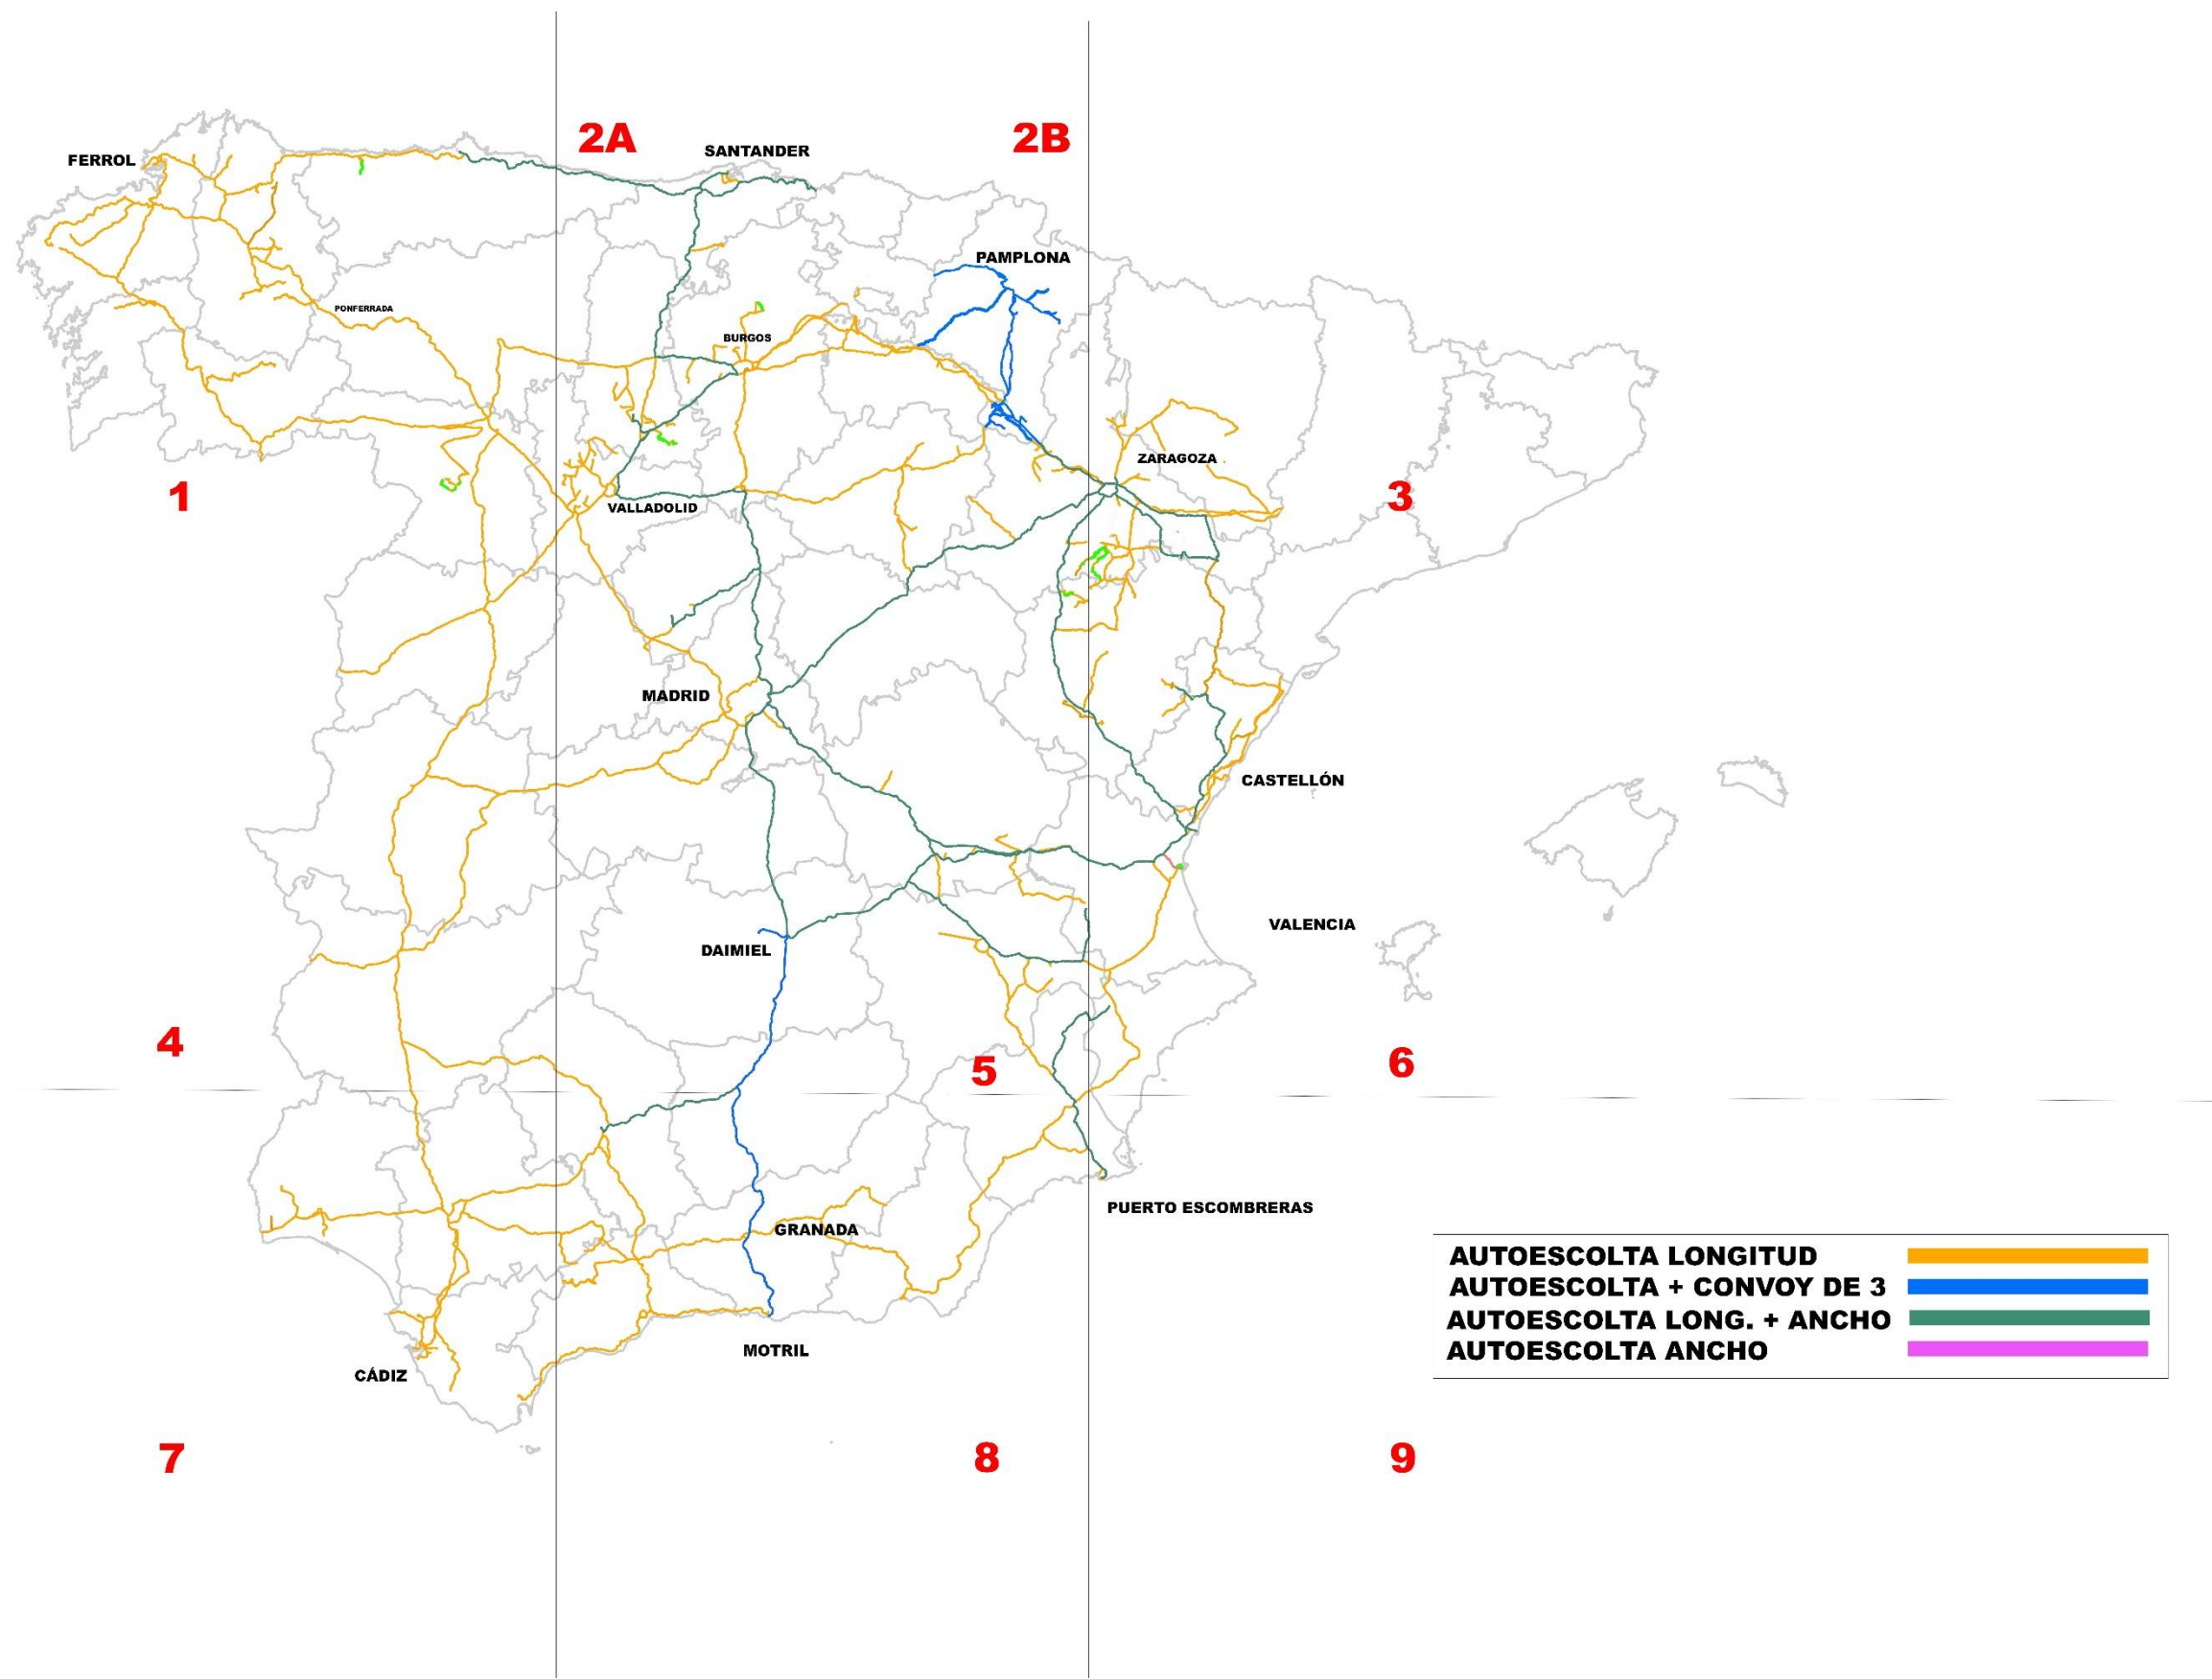 2A
2B
SANTANDER
FERROL
PAMPLONA
PONFERRADA
BURGOS
ZARAGOZA
1
3
VALLADOLID
MADRID
CASTELLÓN
VALENCIA
DAIMIEL
4
5
6
PUERTO ESCOMBRERAS
GRANADA
MOTRIL
CÁDIZ
AUTOESCOLTA LONGITUD
AUTOESCOLTA + CONVOY DE 3
AUTOESCOLTA LONG. + ANCHO
AUTOESCOLTA ANCHO
7
8
9